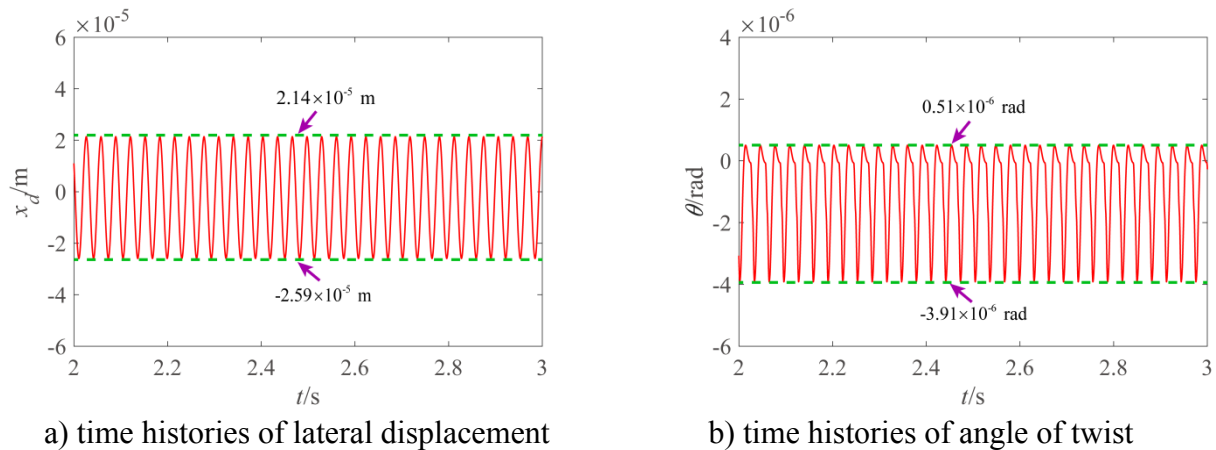 ×10⁻⁵
6
4
2
0
-2
-4
-6
x_d/m
2.14×10⁻⁵ m
-2.59×10⁻⁵ m
2 2.2 2.4 2.6 2.8 3
t/s
a) time histories of lateral displacement
×10⁻⁶
4
2
0
-2
-4
-6
θ/rad
0.51×10⁻⁶ rad
-3.91×10⁻⁶ rad
2 2.2 2.4 2.6 2.8 3
t/s
b) time histories of angle of twist